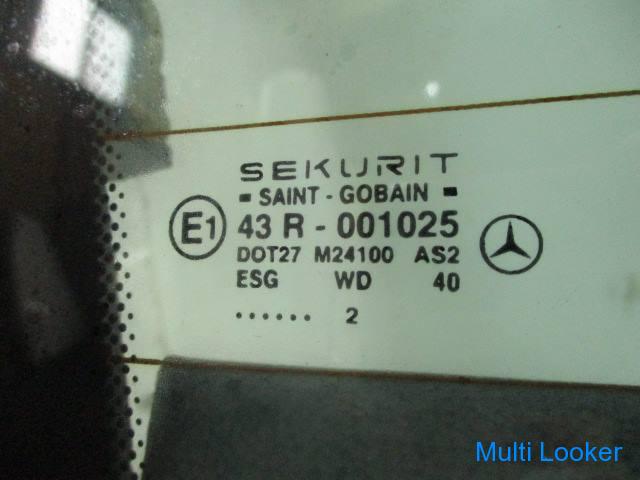 SEKURIT
▪ SAINT - GOBAIN ▪
E1 43 R - 001025
DOT27 M24100 AS2
ESG WD 40
...... 2
Multi Looker